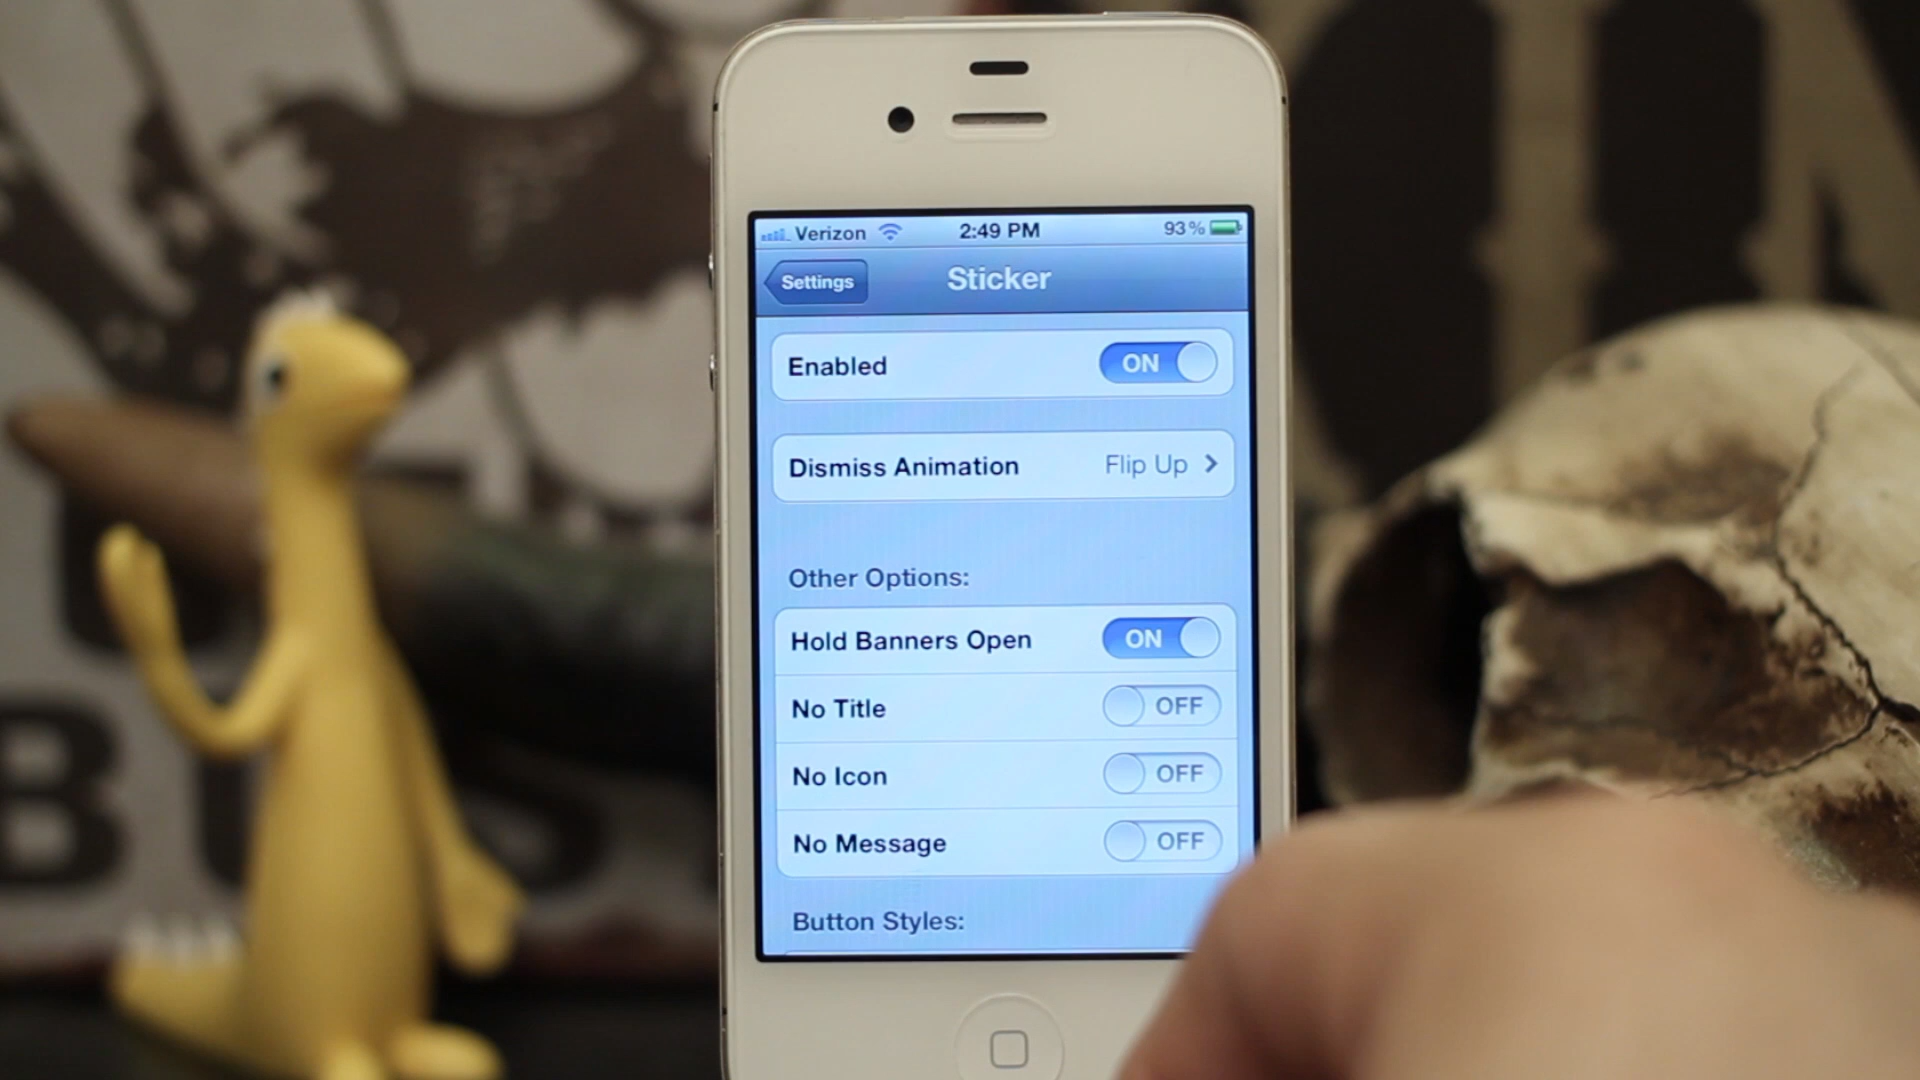 Verizon 2:49 PM 93%
Settings Sticker
Enabled ON
Dismiss Animation Flip Up
Other Options:
Hold Banners Open ON
No Title OFF
No Icon OFF
No Message OFF
Button Styles: